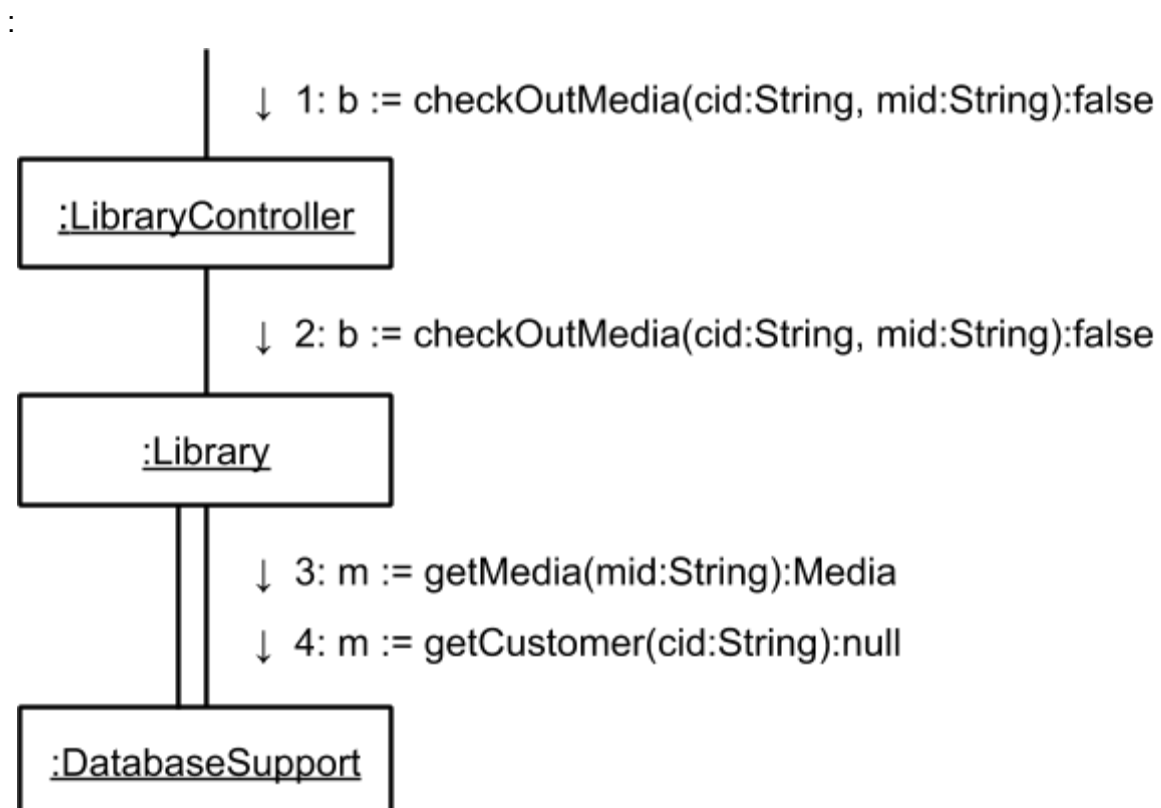 :
↓ 1: b := checkOutMedia(cid:String, mid:String):false
:LibraryController
↓ 2: b := checkOutMedia(cid:String, mid:String):false
:Library
↓ 3: m := getMedia(mid:String):Media
↓ 4: m := getCustomer(cid:String):null
:DatabaseSupport